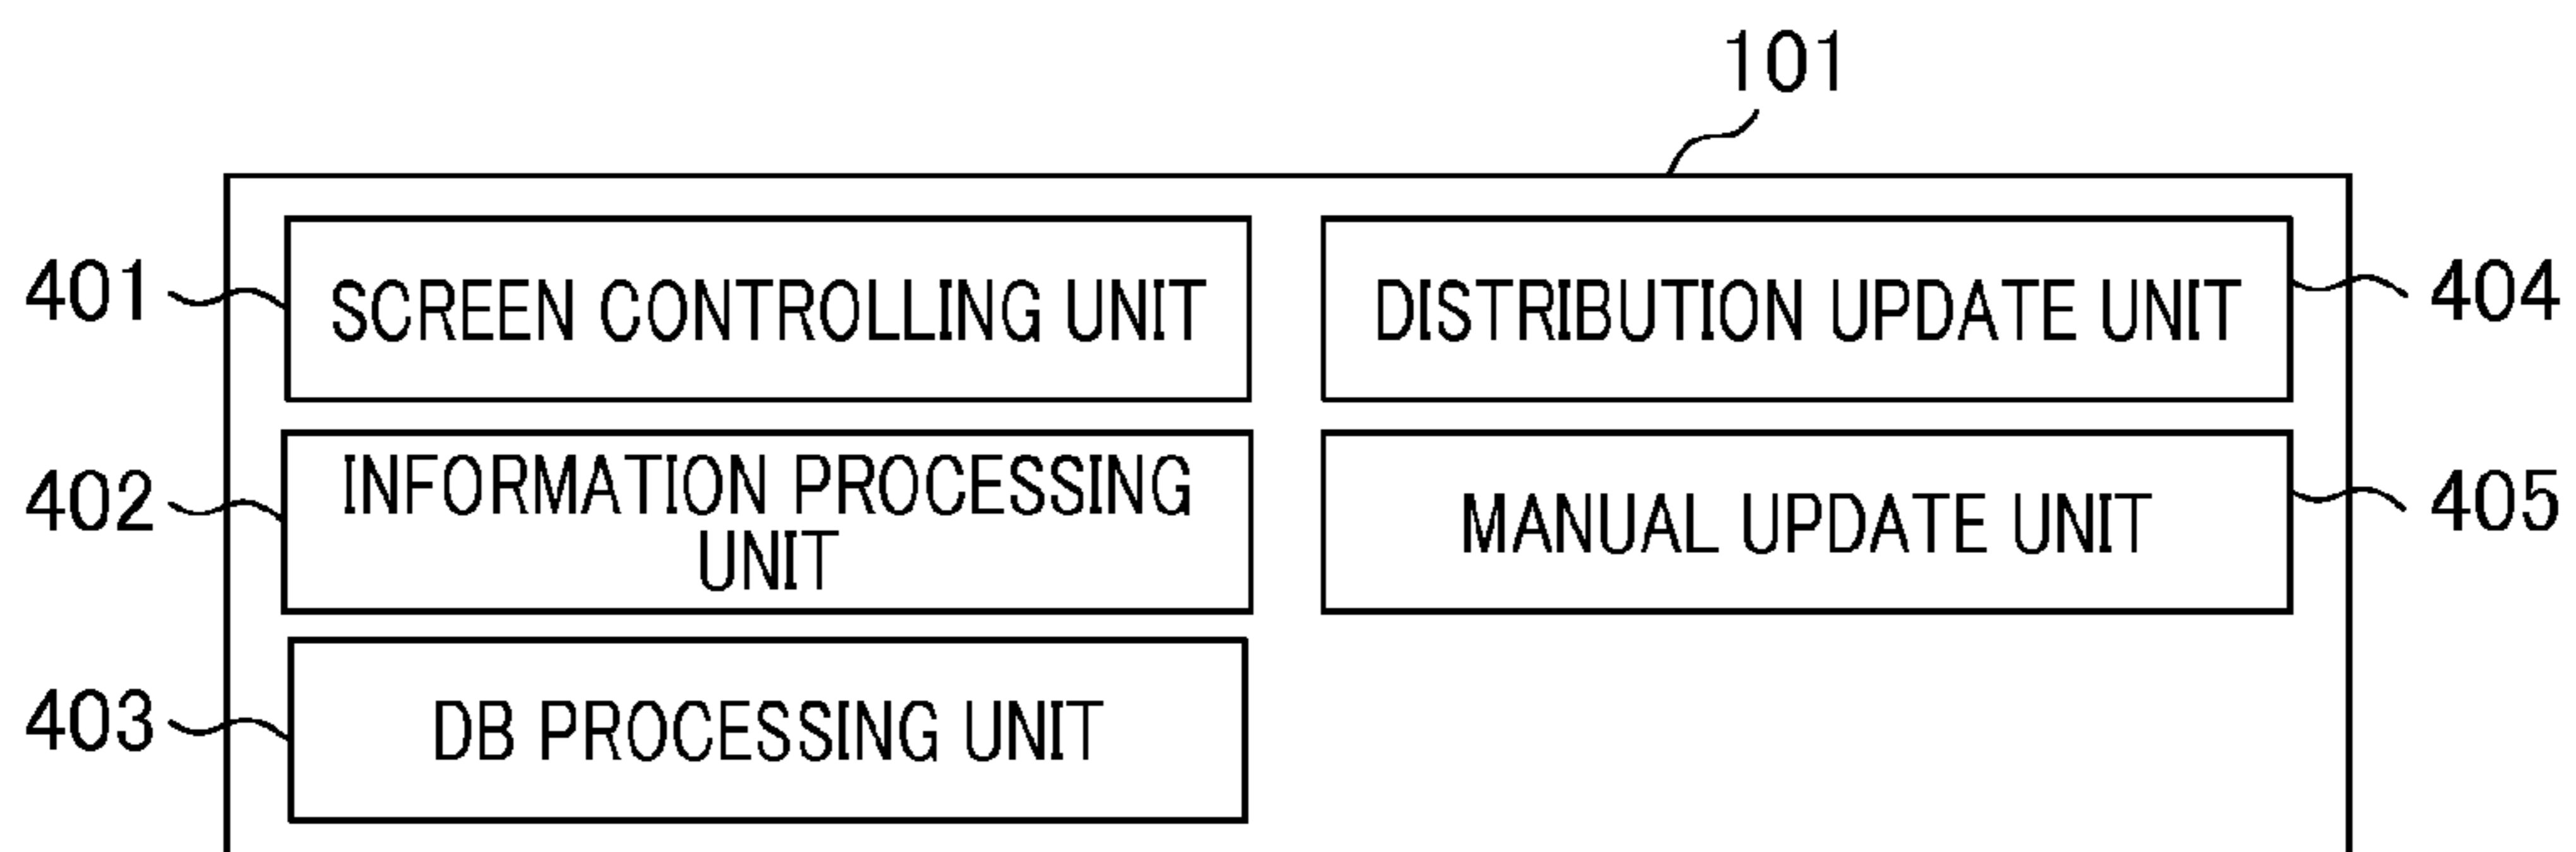 101
401
SCREEN CONTROLLING UNIT
DISTRIBUTION UPDATE UNIT
404
402
INFORMATION PROCESSING
UNIT
MANUAL UPDATE UNIT
405
403
DB PROCESSING UNIT